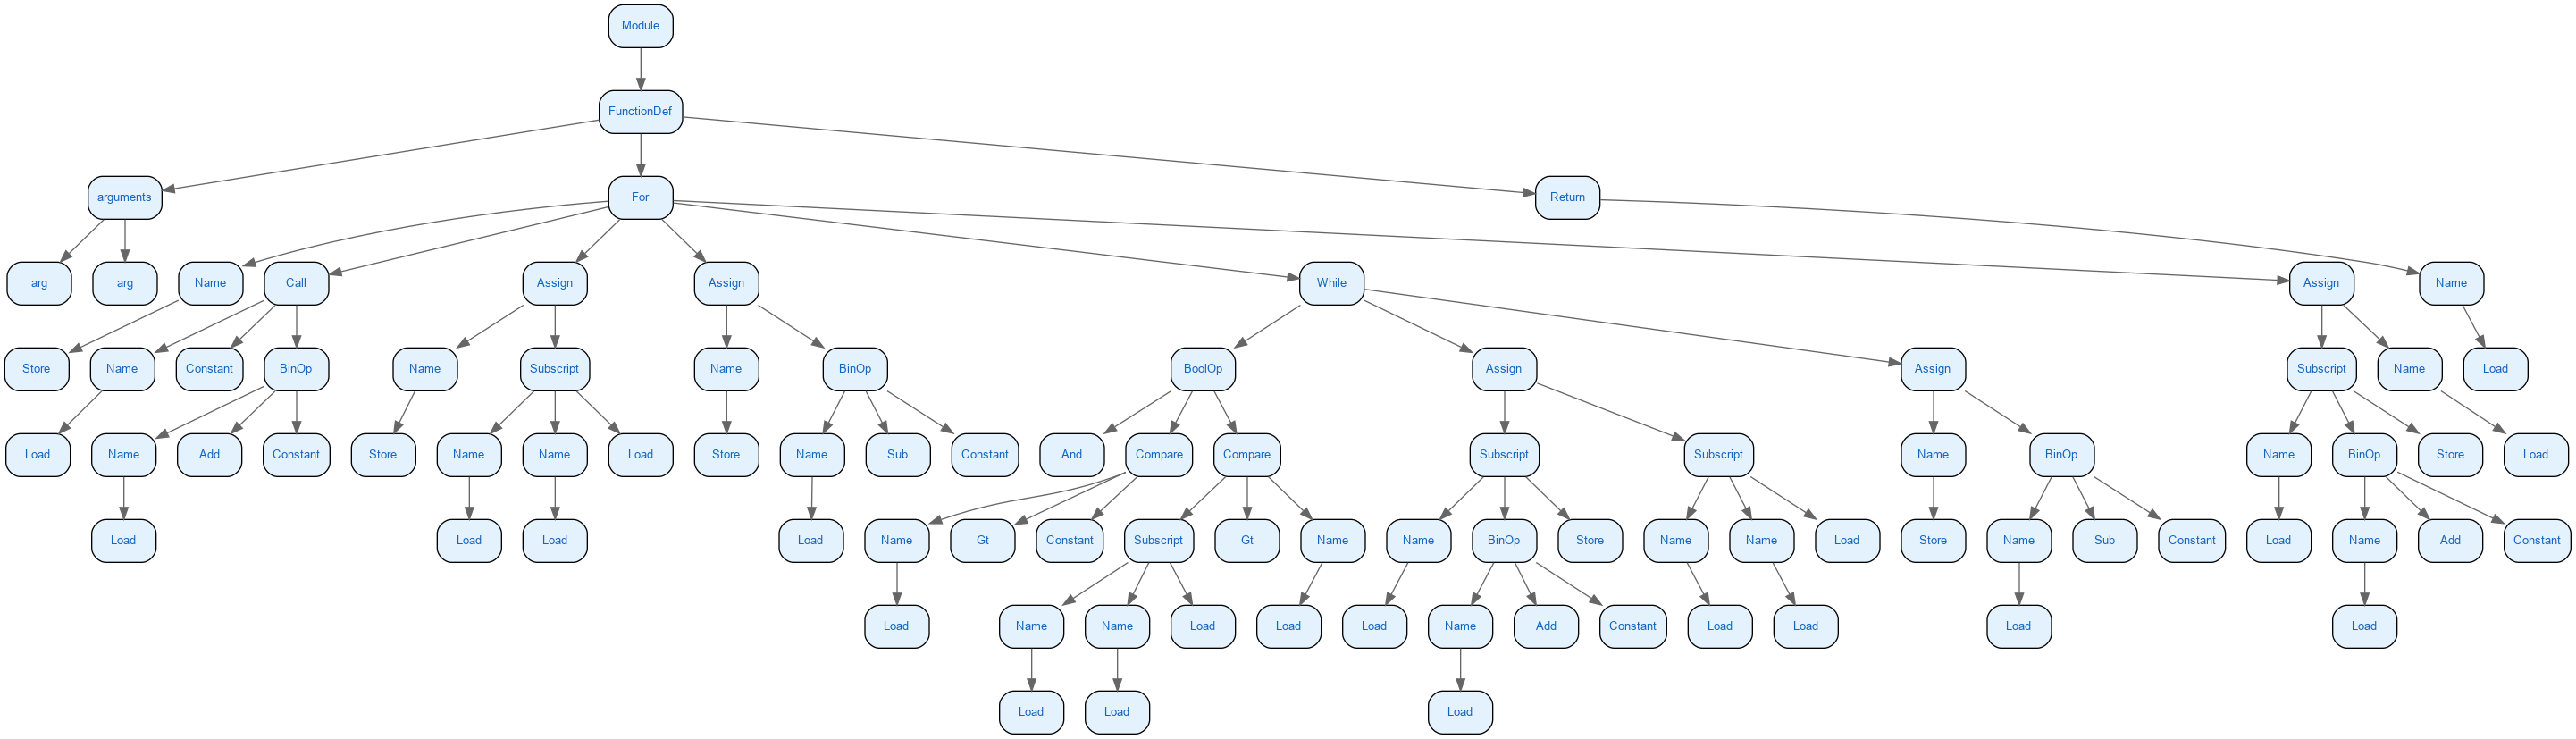 Module
FunctionDef
arguments
For
Return
arg
arg
Name
Call
Assign
Assign
While
Assign
Name
Store
Name
Constant
BinOp
Name
Subscript
Name
BinOp
BoolOp
Assign
Assign
Subscript
Name
Load
Load
Name
Add
Constant
Store
Name
Name
Load
Store
Name
Sub
Constant
And
Compare
Compare
Subscript
Subscript
Name
BinOp
Name
BinOp
Store
Load
Load
Load
Load
Load
Name
Gt
Constant
Subscript
Gt
Name
Name
BinOp
Store
Name
Name
Load
Store
Name
Sub
Constant
Load
Name
Add
Constant
Load
Name
Name
Load
Load
Load
Name
Add
Constant
Load
Load
Load
Load
Load
Load
Load